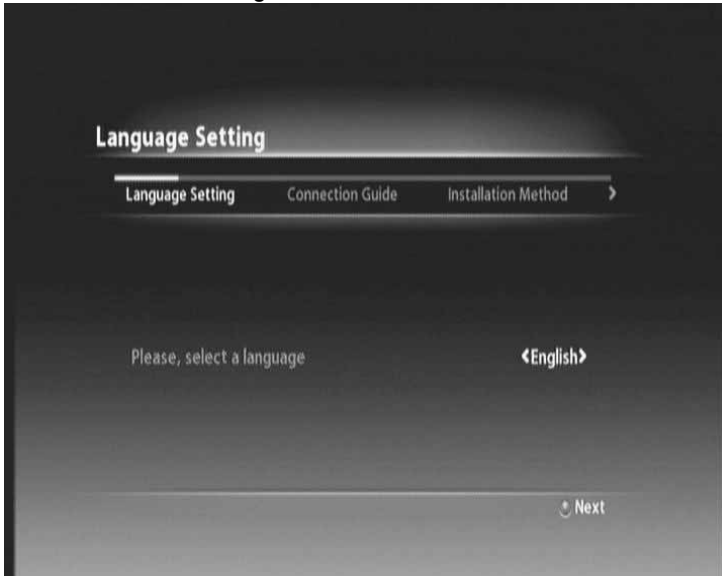 Language Setting
Language Setting Connection Guide Installation Method >
Please, select a language <English>
Next